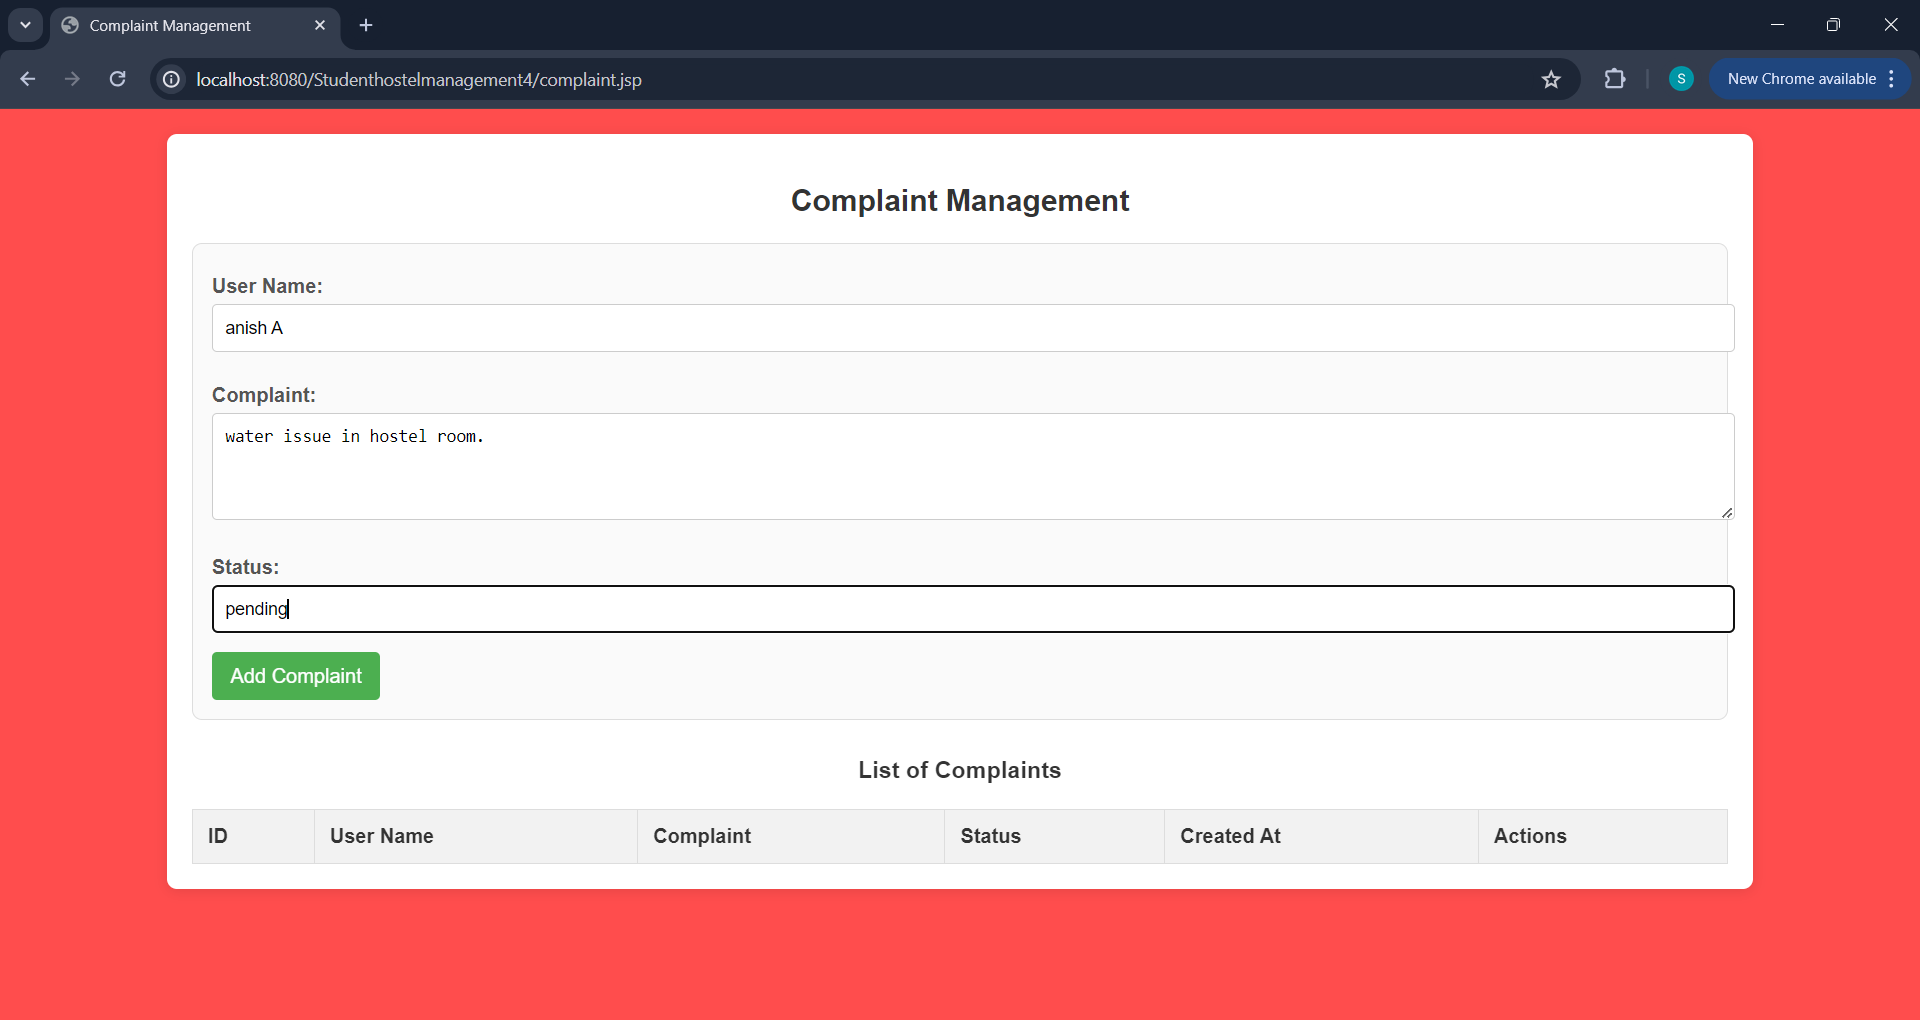 Complaint Management
localhost:8080/Studenthostelmanagement4/complaint.jsp
S
New Chrome available
Complaint Management
User Name:
anish A
Complaint:
water issue in hostel room.
Status:
pending
Add Complaint
List of Complaints
ID User Name Complaint Status Created At Actions